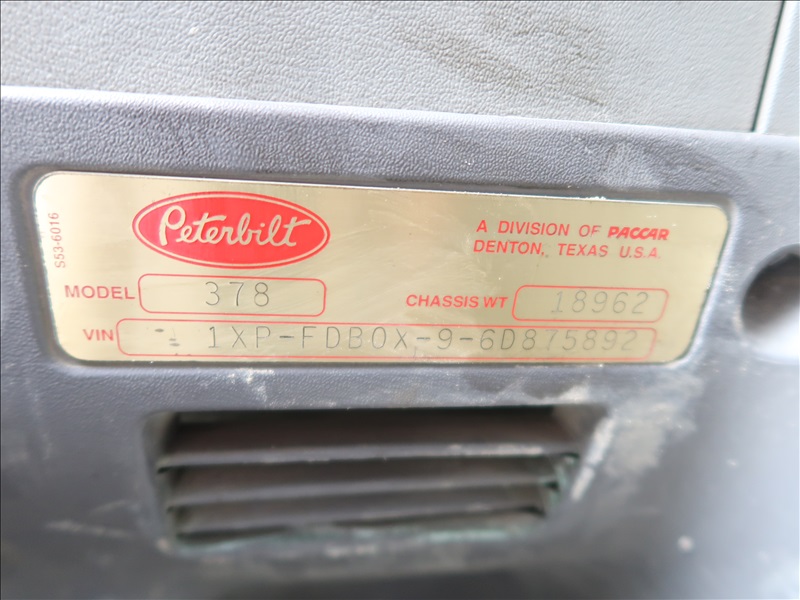 S53-6016
Peterbilt
A DIVISION OF PACCAR
DENTON, TEXAS U.S.A.
MODEL 378
CHASSIS WT 18962
VIN 1XP-FDB0X-9-6D875892